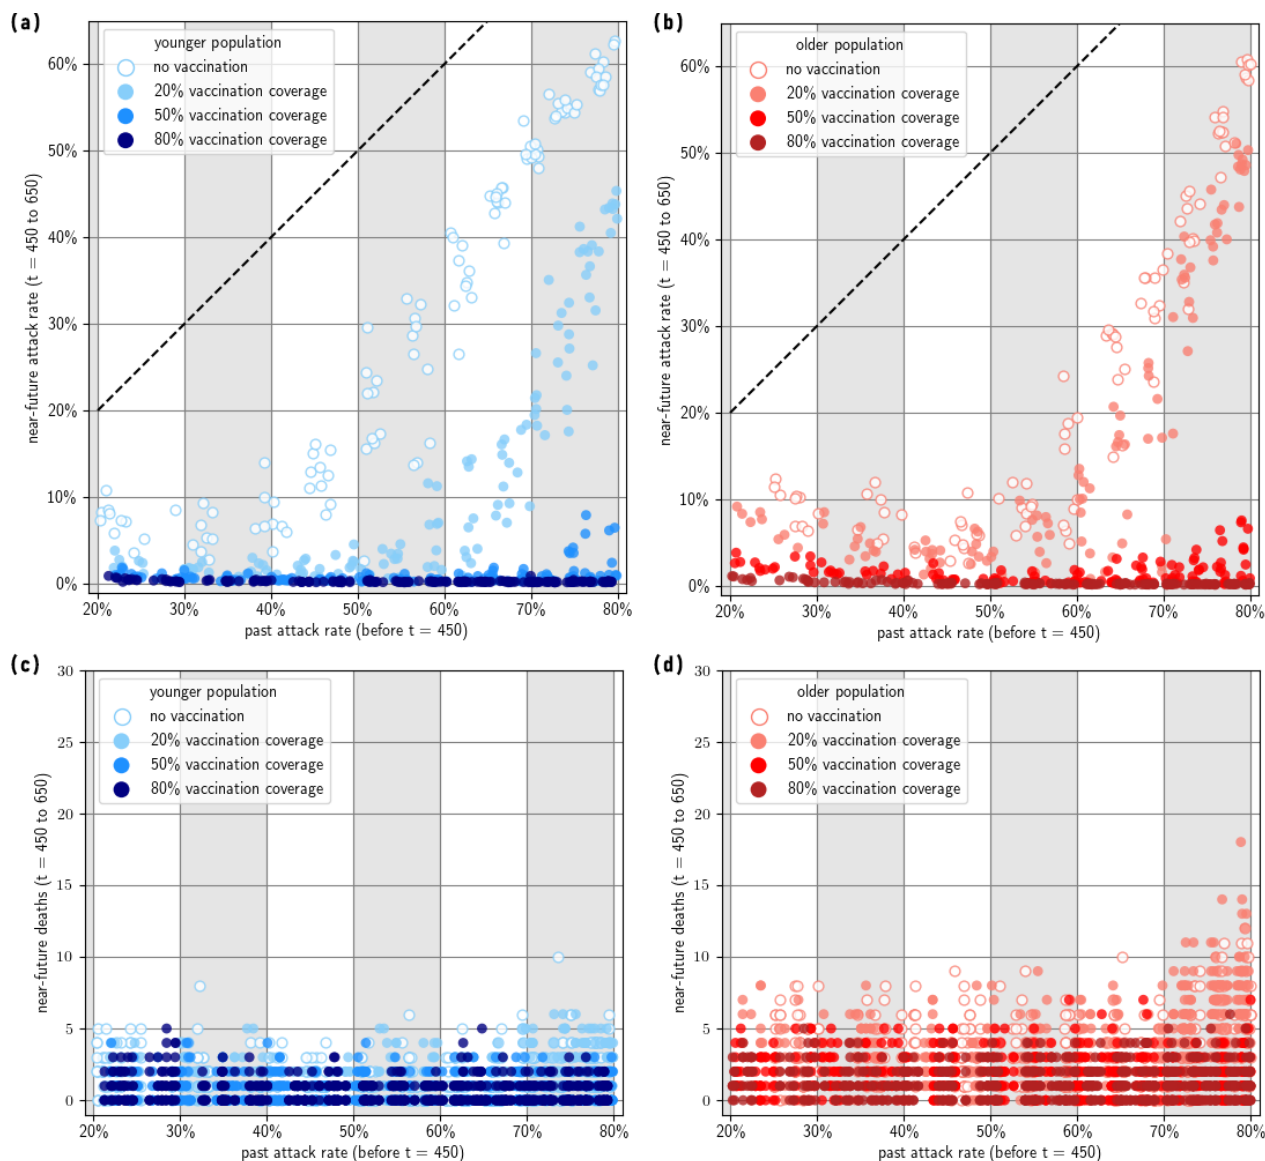 (a)
younger population
no vaccination
20% vaccination coverage
50% vaccination coverage
80% vaccination coverage
60%
50%
40%
30%
20%
10%
0%
near-future attack rate (t = 450 to 650)
20% 30% 40% 50% 60% 70% 80%
past attack rate (before t = 450)
(b)
older population
no vaccination
20% vaccination coverage
50% vaccination coverage
80% vaccination coverage
60%
50%
40%
30%
20%
10%
0%
near-future attack rate (t = 450 to 650)
20% 30% 40% 50% 60% 70% 80%
past attack rate (before t = 450)
(c)
younger population
no vaccination
20% vaccination coverage
50% vaccination coverage
80% vaccination coverage
30
25
20
15
10
5
0
near-future deaths (t = 450 to 650)
20% 30% 40% 50% 60% 70% 80%
past attack rate (before t = 450)
(d)
older population
no vaccination
20% vaccination coverage
50% vaccination coverage
80% vaccination coverage
30
25
20
15
10
5
0
near-future deaths (t = 450 to 650)
20% 30% 40% 50% 60% 70% 80%
past attack rate (before t = 450)